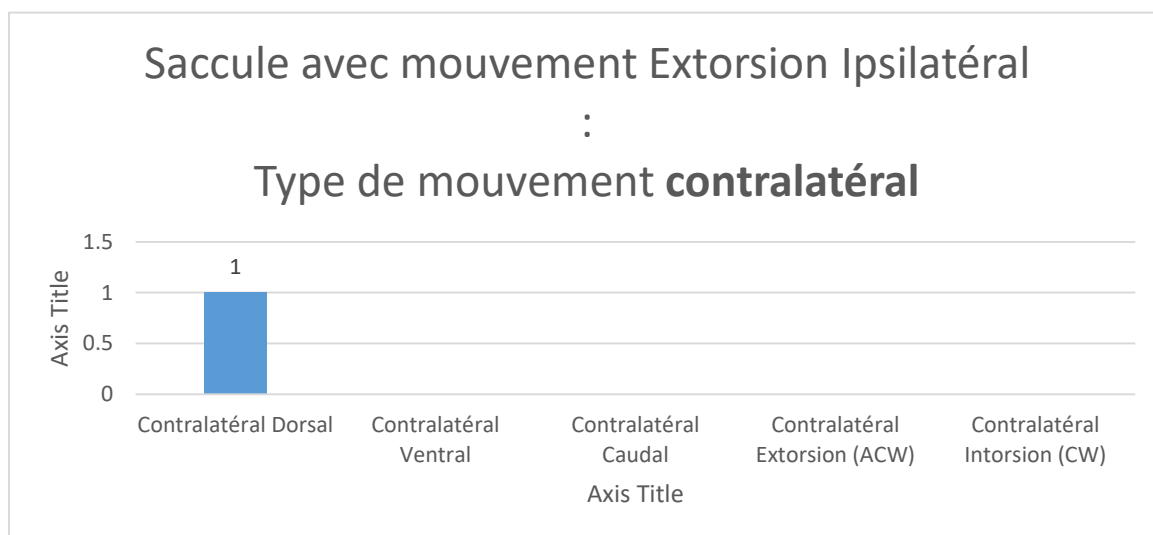 Saccule avec mouvement Extorsion Ipsilatéral
:
Type de mouvement contralatéral
1.5
1
0.5
0
Axis Title
1
Contralatéral Dorsal
Contralatéral
Ventral
Contralatéral
Caudal
Contralatéral
Extorsion (ACW)
Contralatéral
Intorsion (CW)
Axis Title